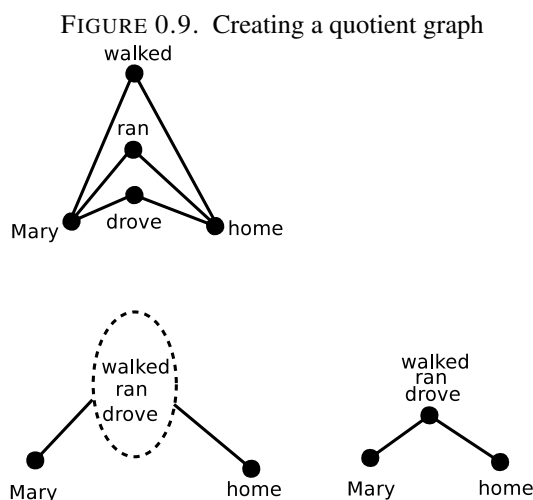 FIGURE 0.9. Creating a quotient graph
walked
ran
drove
Mary
home
walked
ran
drove
Mary
home
walked
ran
drove
Mary
home